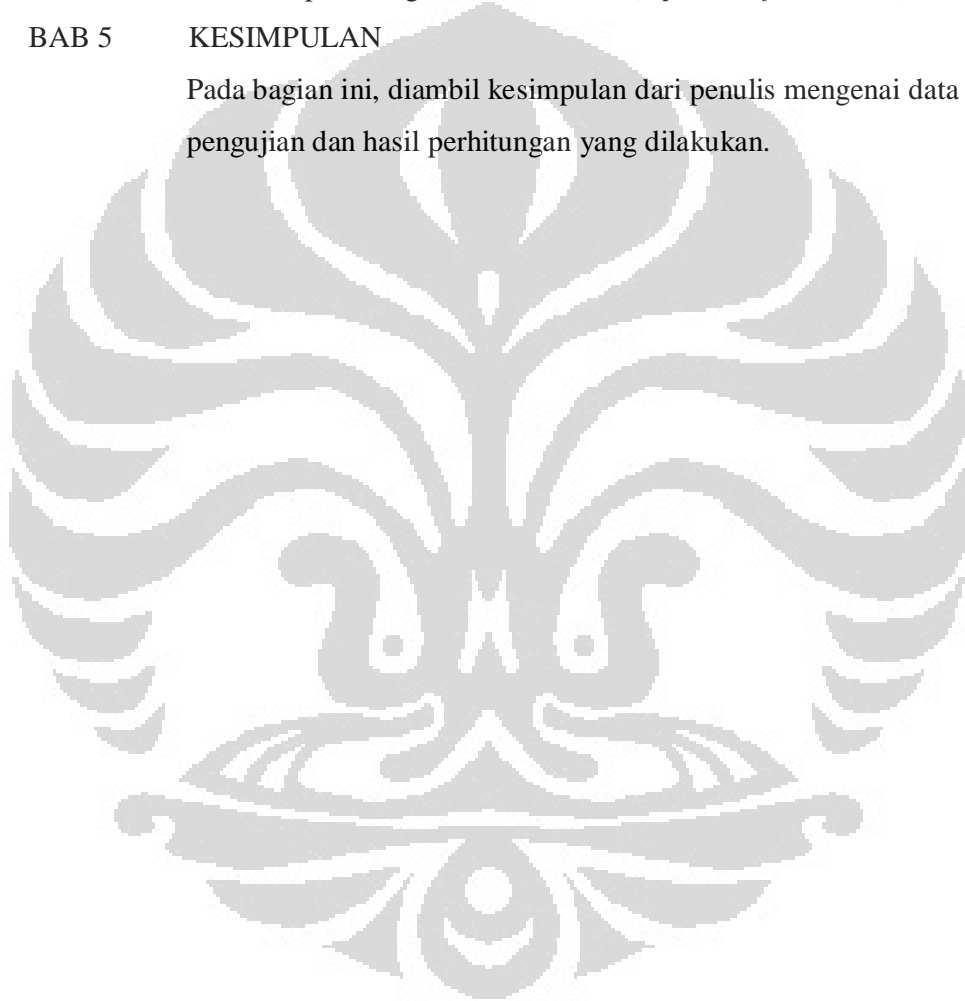 BAB 5 KESIMPULAN
Pada bagian ini, diambil kesimpulan dari penulis mengenai data
pengujian dan hasil perhitungan yang dilakukan.